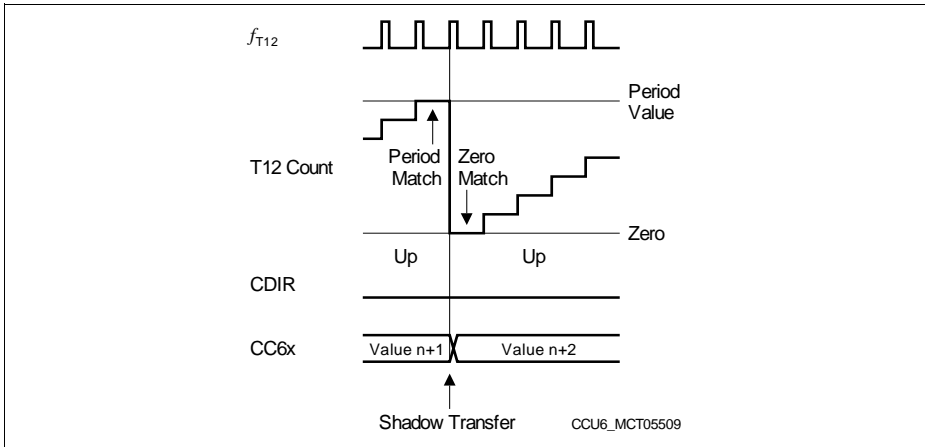 fT12
Period
Value
T12 Count
Period
Match
Zero
Match
Zero
Up
Up
CDIR
CC6x
Value n+1
Value n+2
Shadow Transfer
CCU6_MCT05509